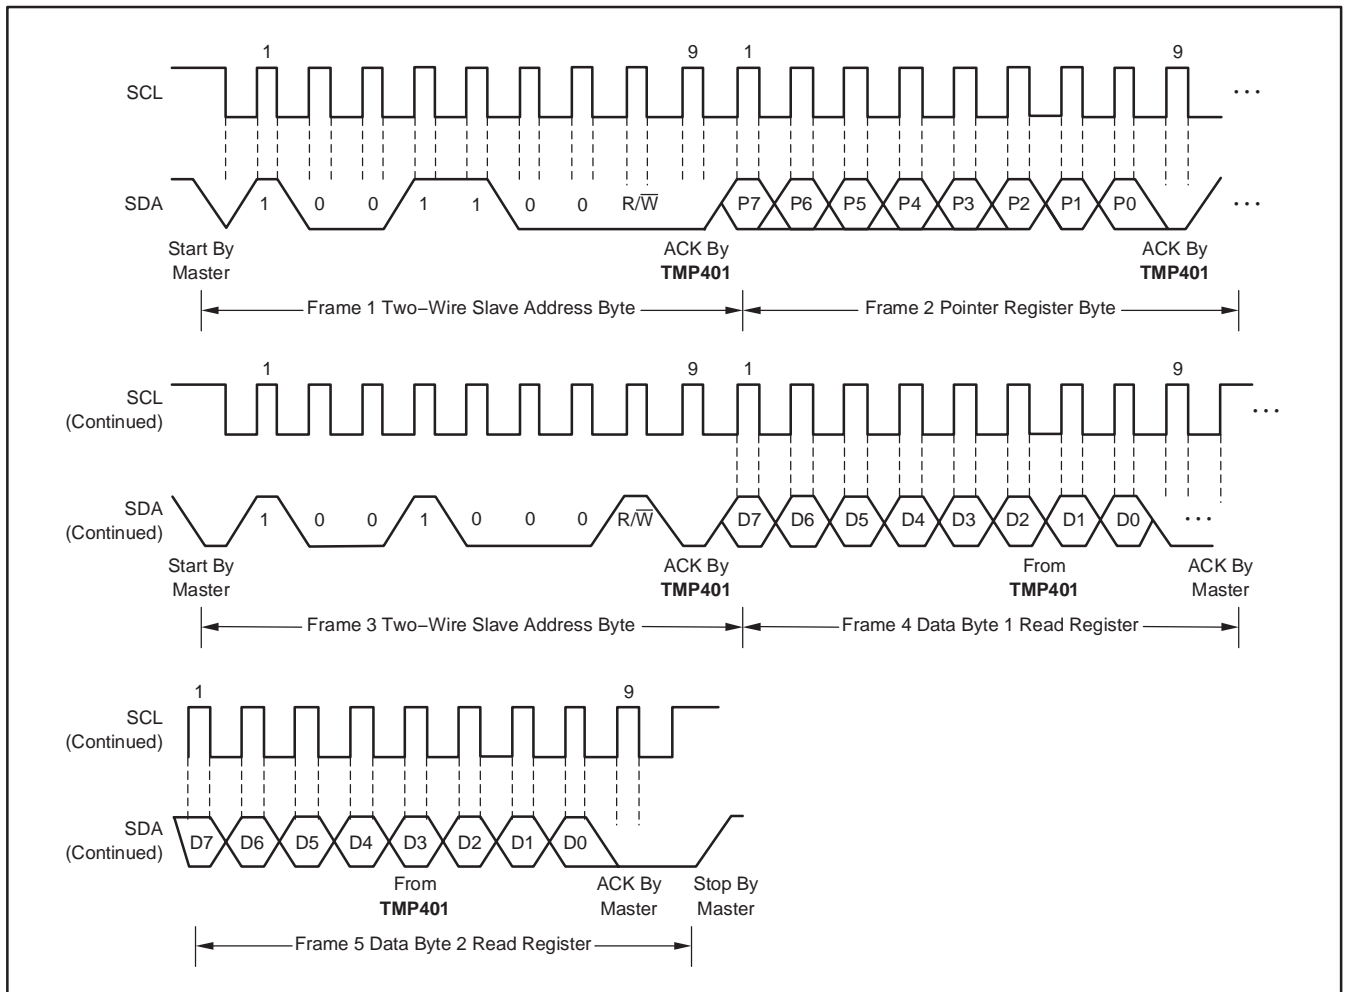 1 9 1 9
SCL
...
SDA
1 0 0 1 1 0 0 R/W̅ P7 P6 P5 P4 P3 P2 P1 P0 ...
Start By
Master
ACK By
TMP401
ACK By
TMP401
Frame 1 Two−Wire Slave Address Byte
Frame 2 Pointer Register Byte
1 9 1 9
SCL
(Continued)
...
SDA
(Continued)
1 0 0 1 0 0 0 R/W̅ D7 D6 D5 D4 D3 D2 D1 D0 ...
Start By
Master
ACK By
TMP401
From
TMP401
ACK By
Master
Frame 3 Two−Wire Slave Address Byte
Frame 4 Data Byte 1 Read Register
1 9
SCL
(Continued)
SDA
(Continued)
D7 D6 D5 D4 D3 D2 D1 D0
From
TMP401
ACK By
Master
Stop By
Master
Frame 5 Data Byte 2 Read Register